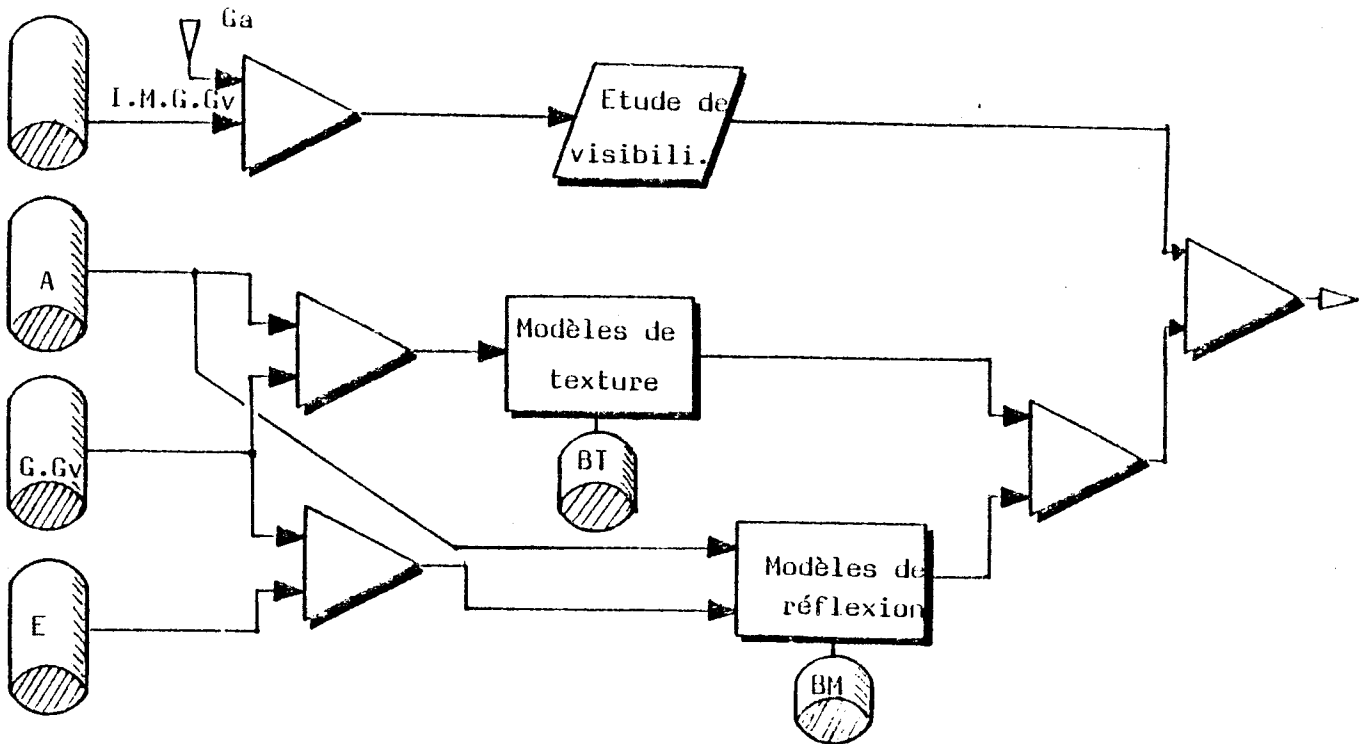 Ga
I.M.G.Gv
Etude de
visibili.
A
Modèles de
texture
G.Gv
BT
E
Modèles de
réflexion
BM